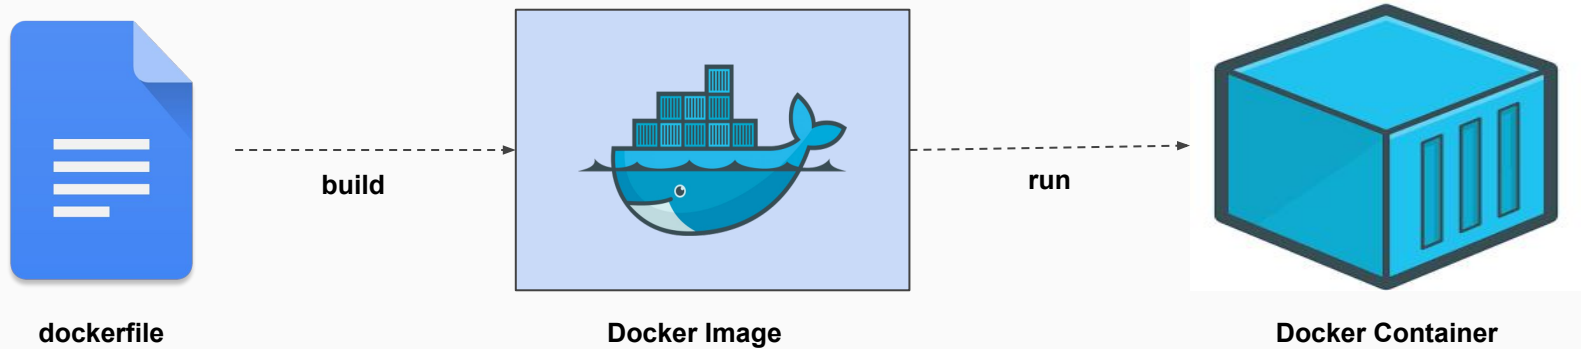 build
run
dockerfile
Docker Image
Docker Container